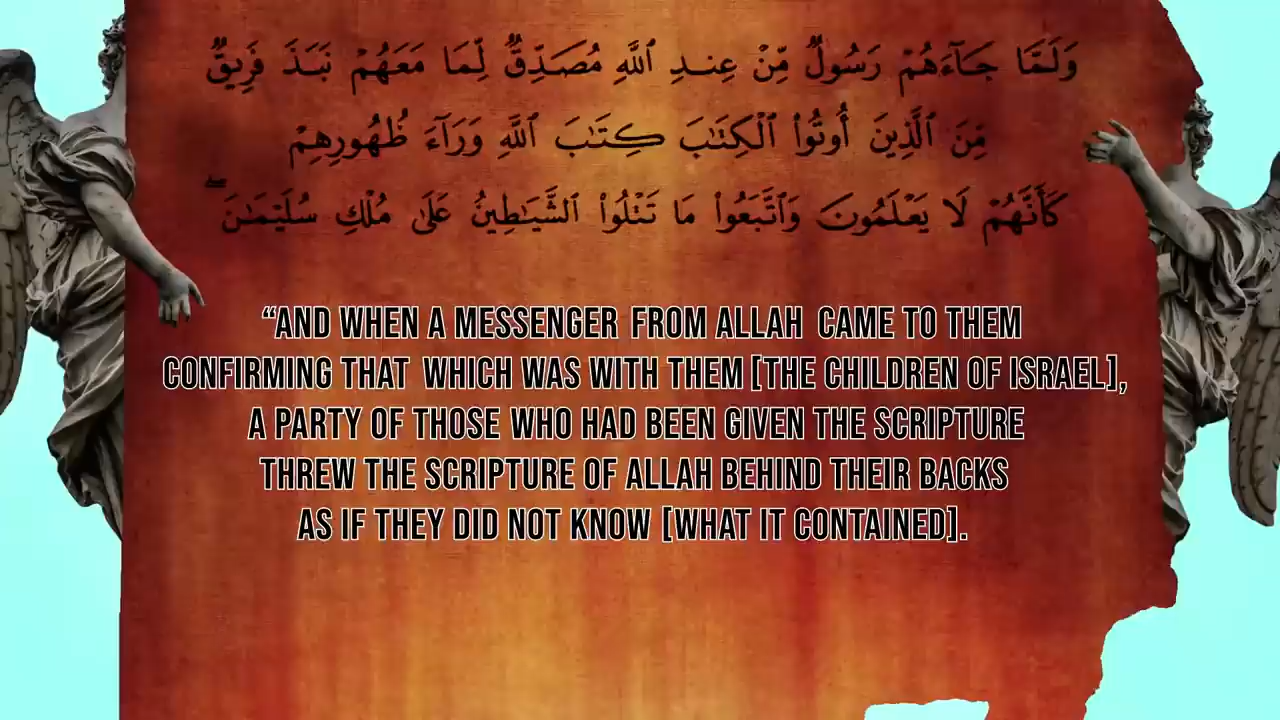 وَلَمَّا جَآءَهُمْ رَسُولٌ مِّنْ عِندِ ٱللَّهِ مُصَدِّقٌ لِّمَا مَعَهُمْ نَبَذَ فَرِيقٌ
مِّنَ ٱلَّذِينَ أُوتُوا۟ ٱلْكِتَـٰبَ كِتَـٰبَ ٱللَّهِ وَرَآءَ ظُهُورِهِمْ
كَأَنَّهُمْ لَا يَعْلَمُونَ وَٱتَّبَعُوا۟ مَا تَتْلُوا۟ ٱلشَّيَـٰطِينُ عَلَىٰ مُلْكِ سُلَيْمَـٰنَ ۖ
“AND WHEN A MESSENGER FROM ALLAH CAME TO THEM
CONFIRMING THAT WHICH WAS WITH THEM [THE CHILDREN OF ISRAEL],
A PARTY OF THOSE WHO HAD BEEN GIVEN THE SCRIPTURE
THREW THE SCRIPTURE OF ALLAH BEHIND THEIR BACKS
AS IF THEY DID NOT KNOW [WHAT IT CONTAINED].